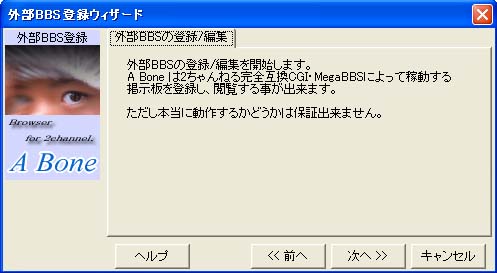 外部BBS登録ウィザード
外部BBS登録
Browser
for 2channel.
A Bone
外部BBSの登録/編集
外部BBSの登録/編集を開始します。
A Bone は2ちゃんねる完全互換CGI・MegaBBSによって稼動する
掲示板を登録し、閲覧する事が出来ます。
ただし本当に動作するかどうかは保証出来ません。
ヘルプ
<< 前へ
次へ >>
キャンセル